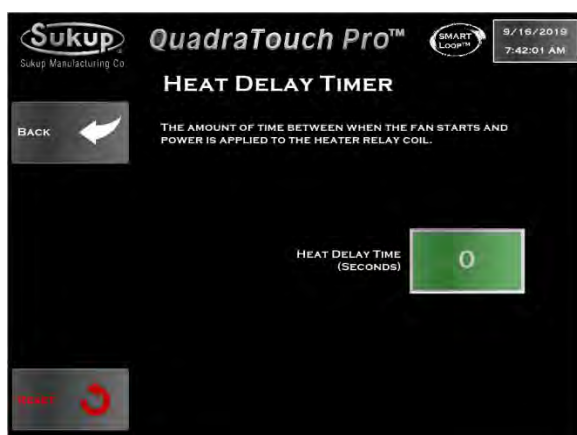 Sukup
Sukup Manufacturing Co.
QuadraTouch Pro™
SMART
LOOP™
9/16/2019
7:42:01 AM
HEAT DELAY TIMER
BACK
THE AMOUNT OF TIME BETWEEN WHEN THE FAN STARTS AND
POWER IS APPLIED TO THE HEATER RELAY COIL.
HEAT DELAY TIME
(SECONDS)
0
RESET